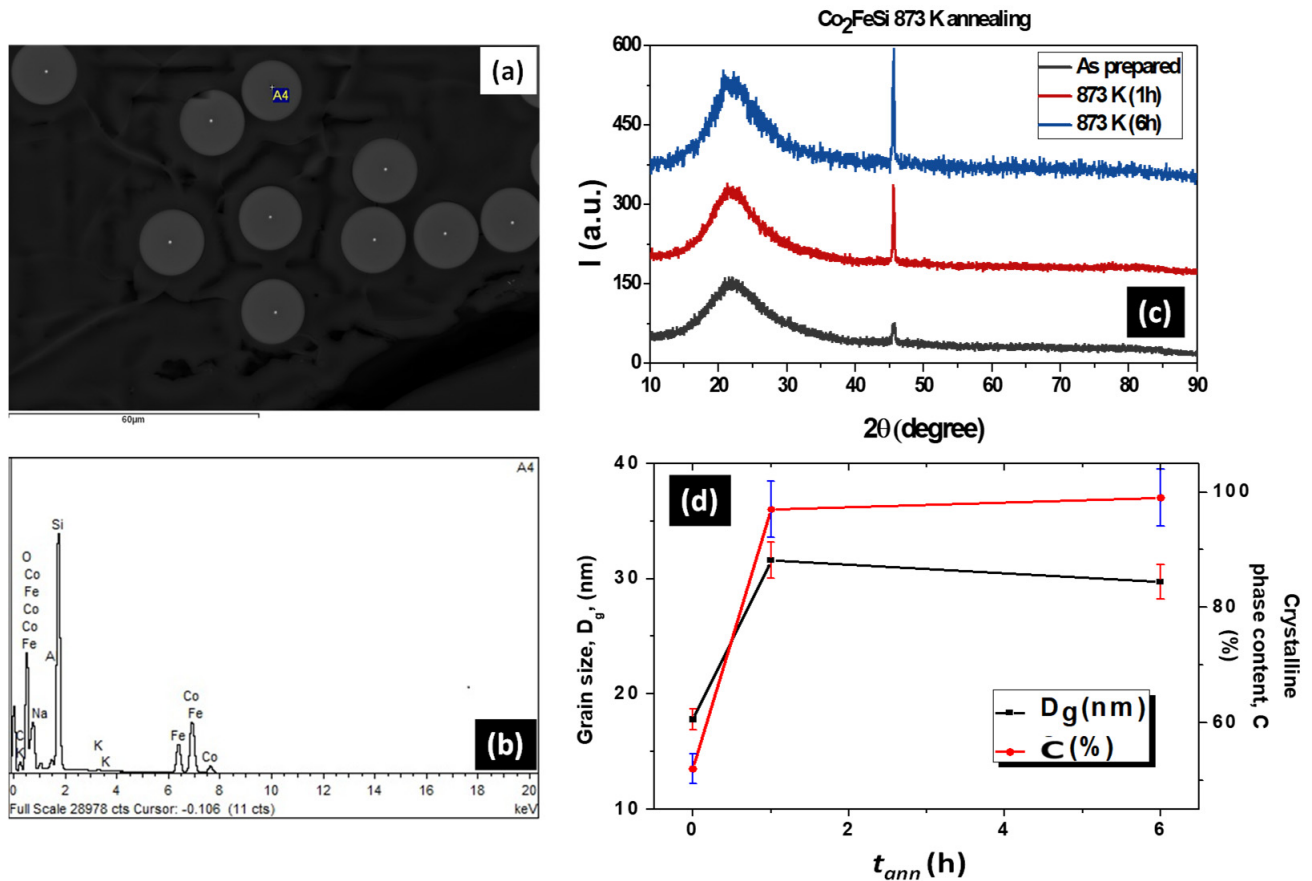 (a)
A4
60µm
A4
Si
O
Co
Fe
Co
Co
Fe
A
Na
C
K
K
K
Co
Fe
Fe
Co
(b)
0 2 4 6 8 10 12 14 16 18 20
Full Scale 28978 cts Cursor: -0.106 (11 cts) keV
Co₂FeSi 873 K annealing
As prepared
873 K (1h)
873 K (6h)
I (a.u.)
600
450
300
150
0
(c)
10 20 30 40 50 60 70 80 90
2θ (degree)
(d)
Grain size, Dg, (nm)
40
30
20
10
100
80
60
Crystalline
phase content, C
(%)
Dg(nm)
C(%)
0 2 4 6
tann (h)